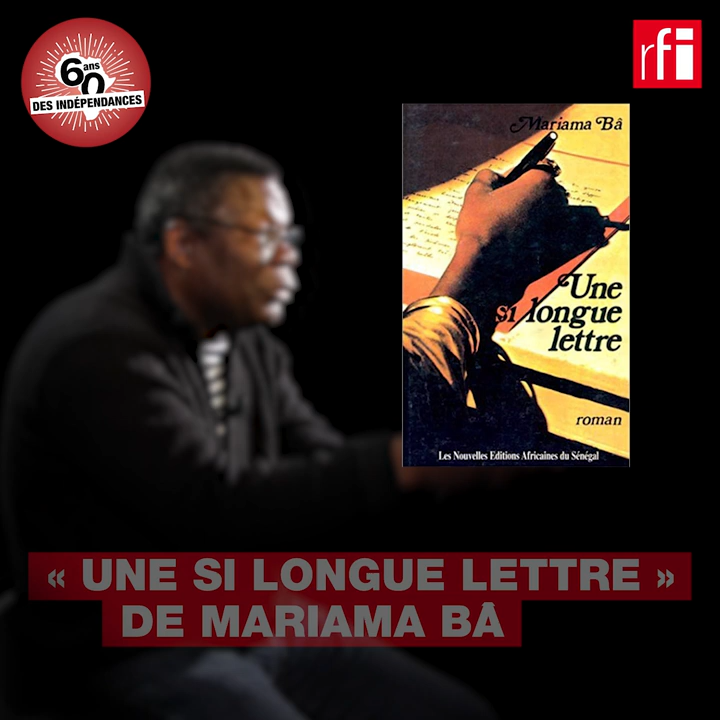 60 ans
DES INDÉPENDANCES
rfi
Mariama Bâ
Une
si longue
lettre
roman
Les Nouvelles Editions Africaines du Sénégal
« UNE SI LONGUE LETTRE »
DE MARIAMA BÂ